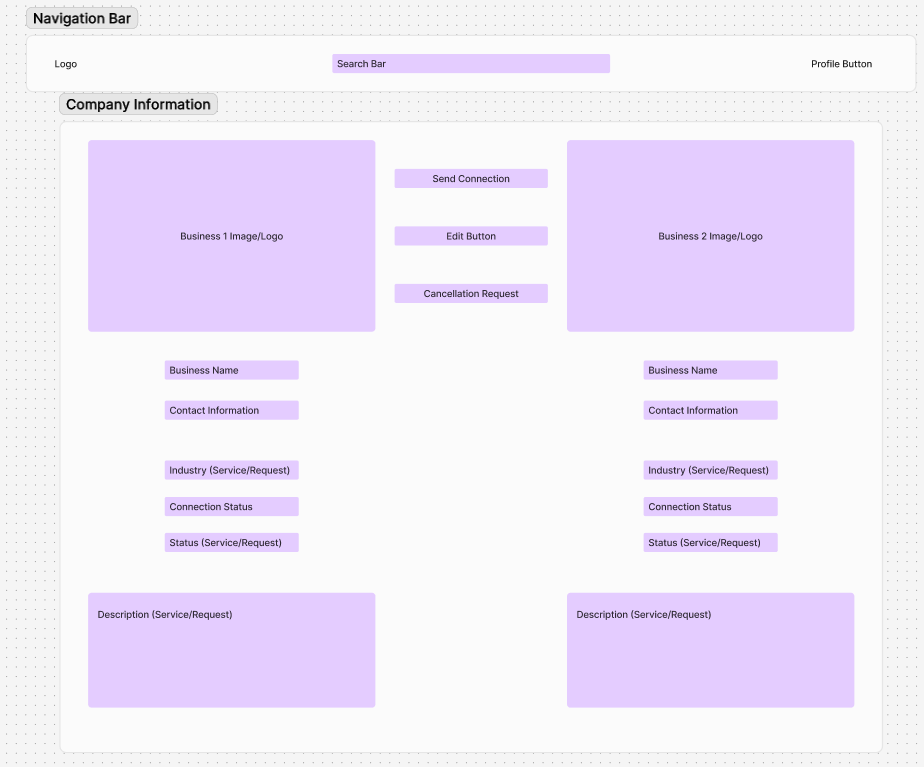 Navigation Bar
Logo
Search Bar
Profile Button
Company Information
Business 1 Image/Logo
Send Connection
Edit Button
Cancellation Request
Business 2 Image/Logo
Business Name
Contact Information
Industry (Service/Request)
Connection Status
Status (Service/Request)
Description (Service/Request)
Business Name
Contact Information
Industry (Service/Request)
Connection Status
Status (Service/Request)
Description (Service/Request)